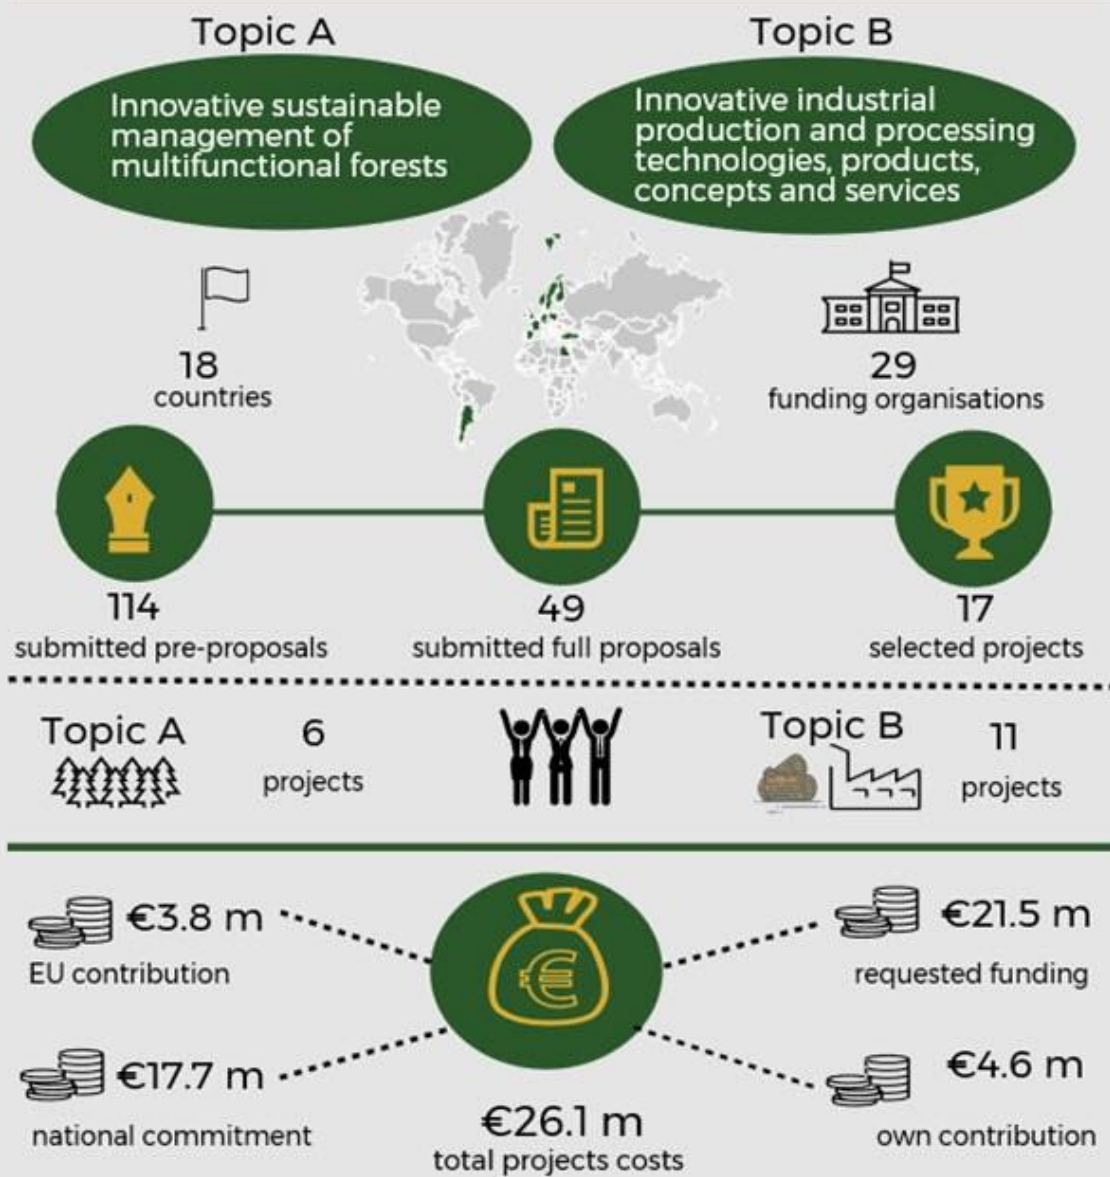 Topic A
Topic B
Innovative sustainable
management of
multifunctional forests
Innovative industrial
production and processing
technologies, products,
concepts and services
18
countries
29
funding organisations
114
submitted pre-proposals
49
submitted full proposals
17
selected projects
Topic A
6
projects
Topic B
11
projects
€3.8 m
EU contribution
€21.5 m
requested funding
€17.7 m
national commitment
€4.6 m
own contribution
€
€26.1 m
total projects costs